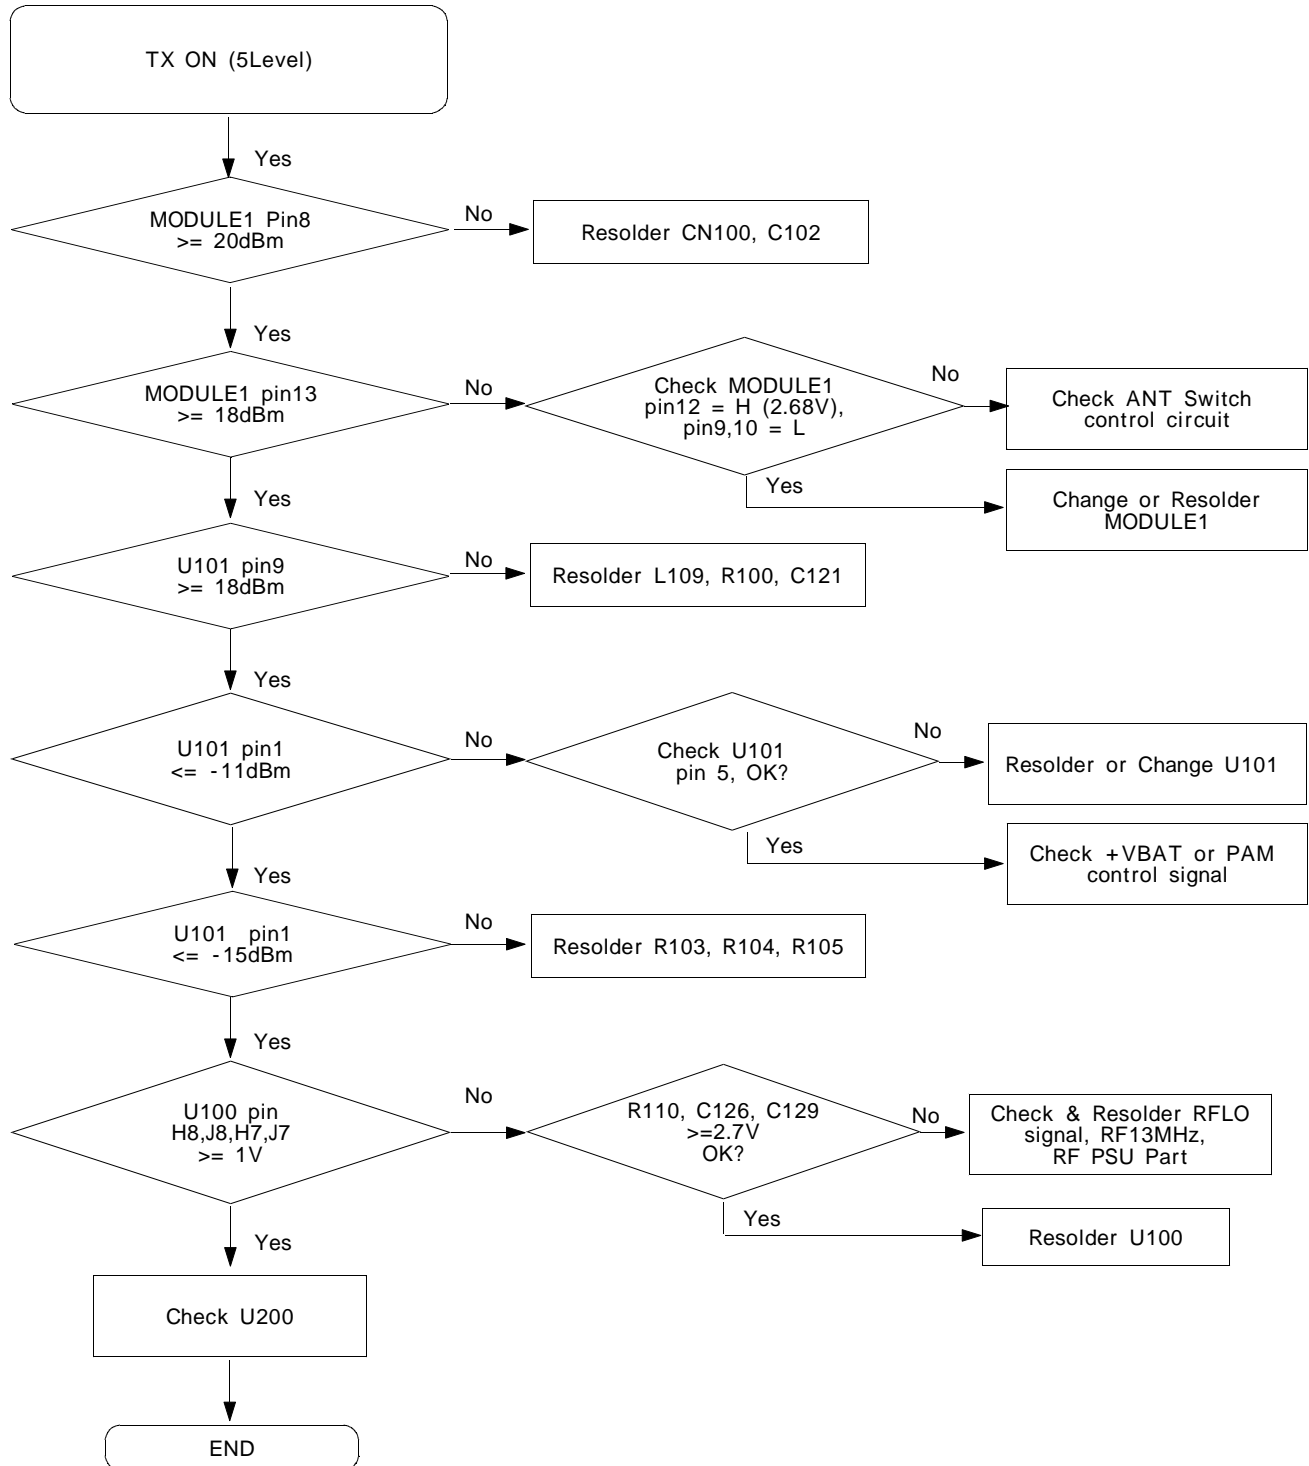 TX ON (5Level)
Yes
MODULE1 Pin8
>= 20dBm
No
Resolder CN100, C102
Yes
MODULE1 pin13
>= 18dBm
No
Check MODULE1
pin12 = H (2.68V),
pin9,10 = L
No
Check ANT Switch
control circuit
Yes
Change or Resolder
MODULE1
Yes
U101 pin9
>= 18dBm
No
Resolder L109, R100, C121
Yes
U101 pin1
<= -11dBm
No
Check U101
pin 5, OK?
No
Resolder or Change U101
Yes
Check +VBAT or PAM
control signal
Yes
U101 pin1
<= -15dBm
No
Resolder R103, R104, R105
Yes
U100 pin
H8,J8,H7,J7
>= 1V
No
R110, C126, C129
>=2.7V
OK?
No
Check & Resolder RFLO
signal, RF13MHz,
RF PSU Part
Yes
Resolder U100
Yes
Check U200
END